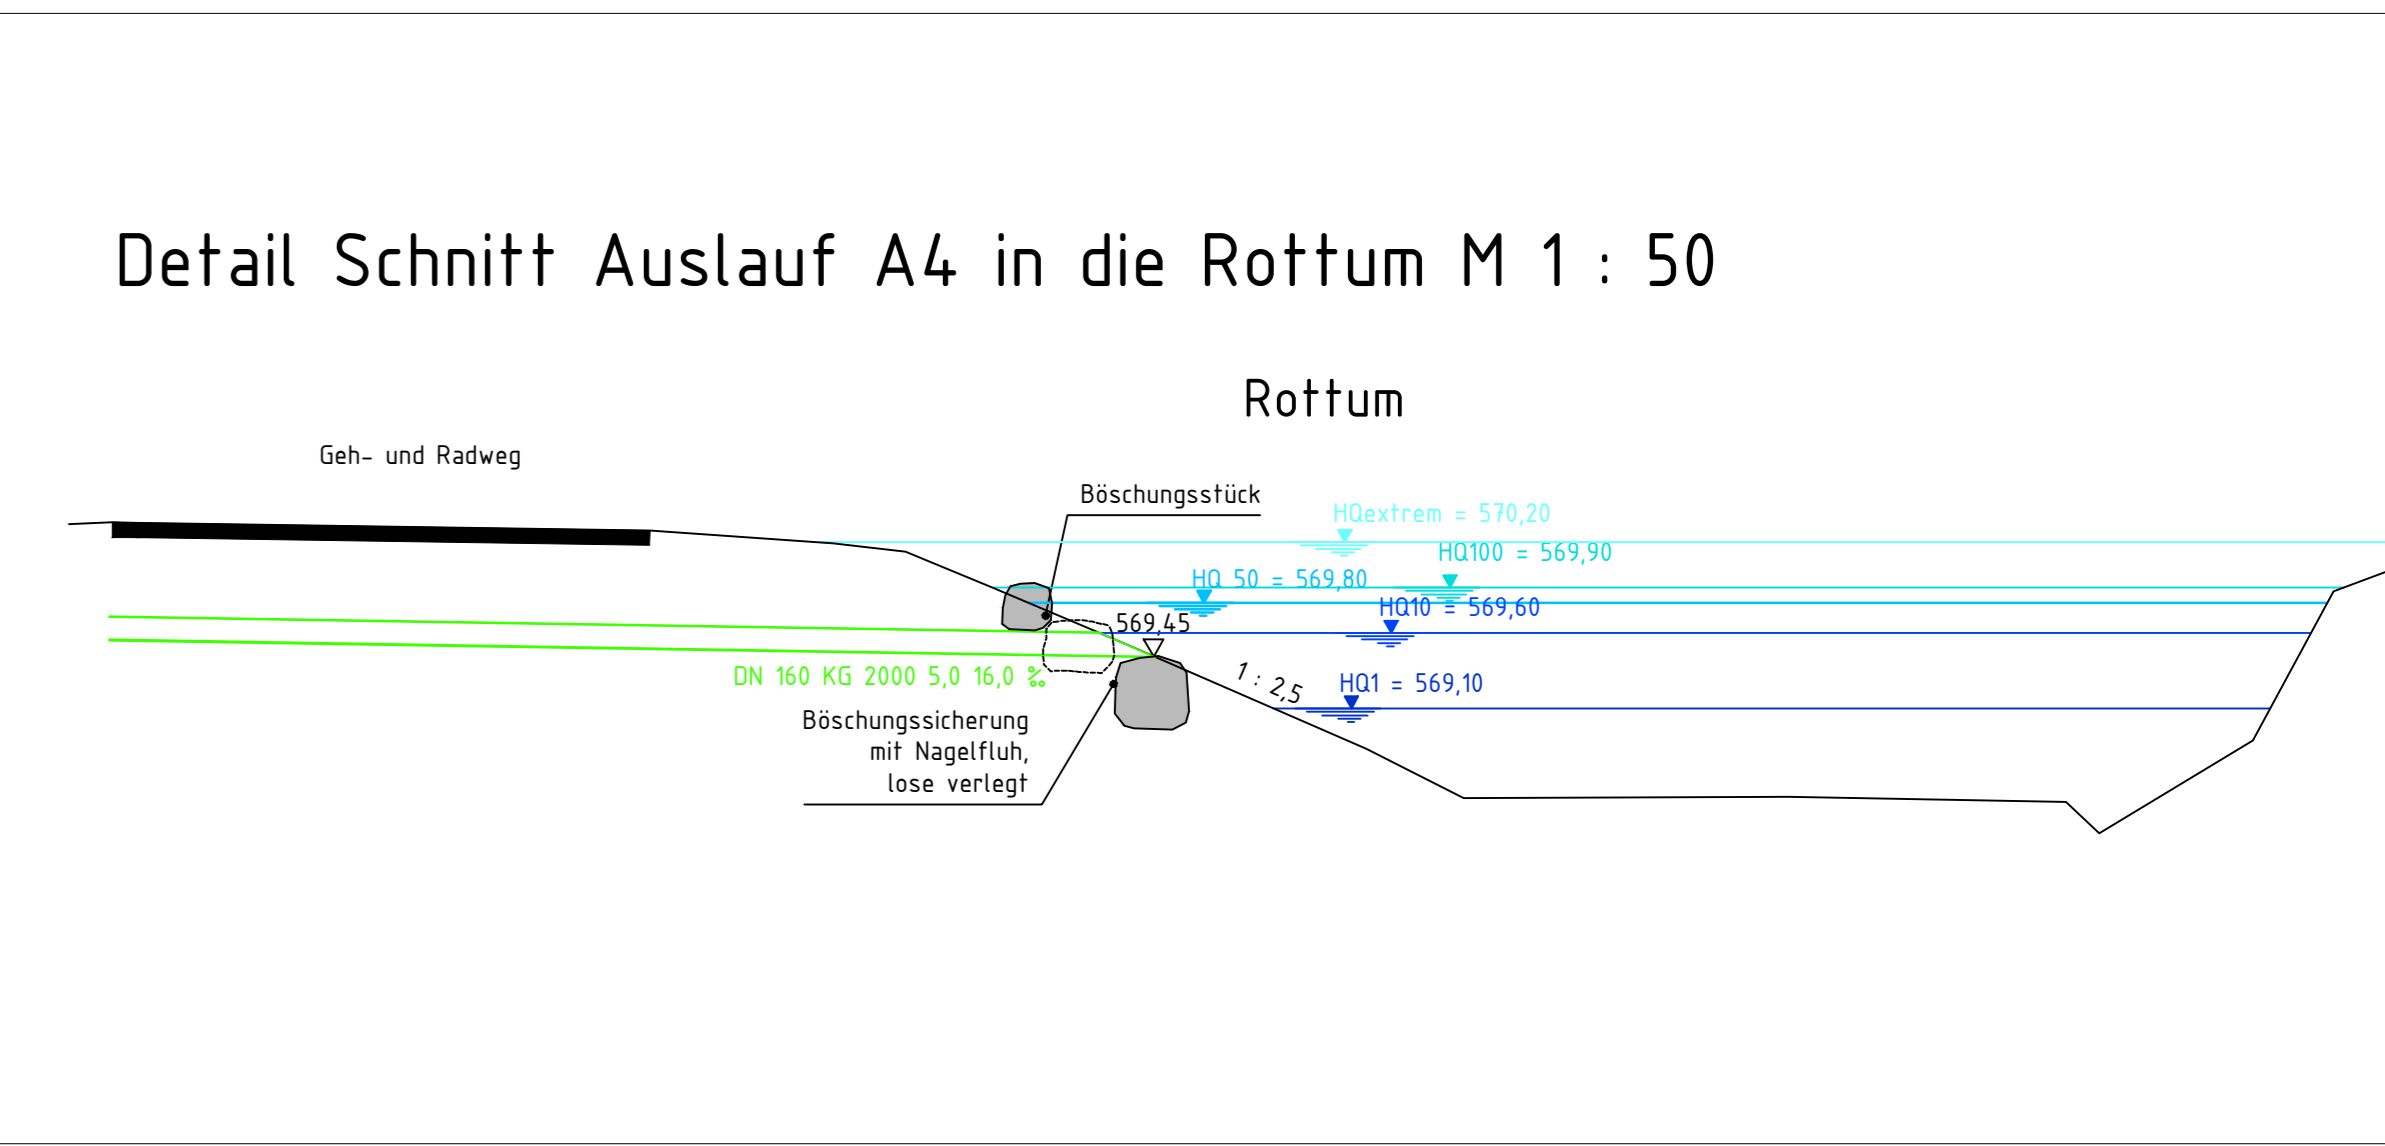 Detail Schnitt Auslauf A4 in die Rottum M 1 : 50
Rottum
Geh- und Radweg
Böschungsstück
HQextrem = 570,20
HQ100 = 569,90
HQ 50 = 569,80
HQ10 = 569,60
569,45
DN 160 KG 2000 5,0 16,0 ‰
1 : 2,5
HQ1 = 569,10
Böschungssicherung
mit Nagelfluh,
lose verlegt